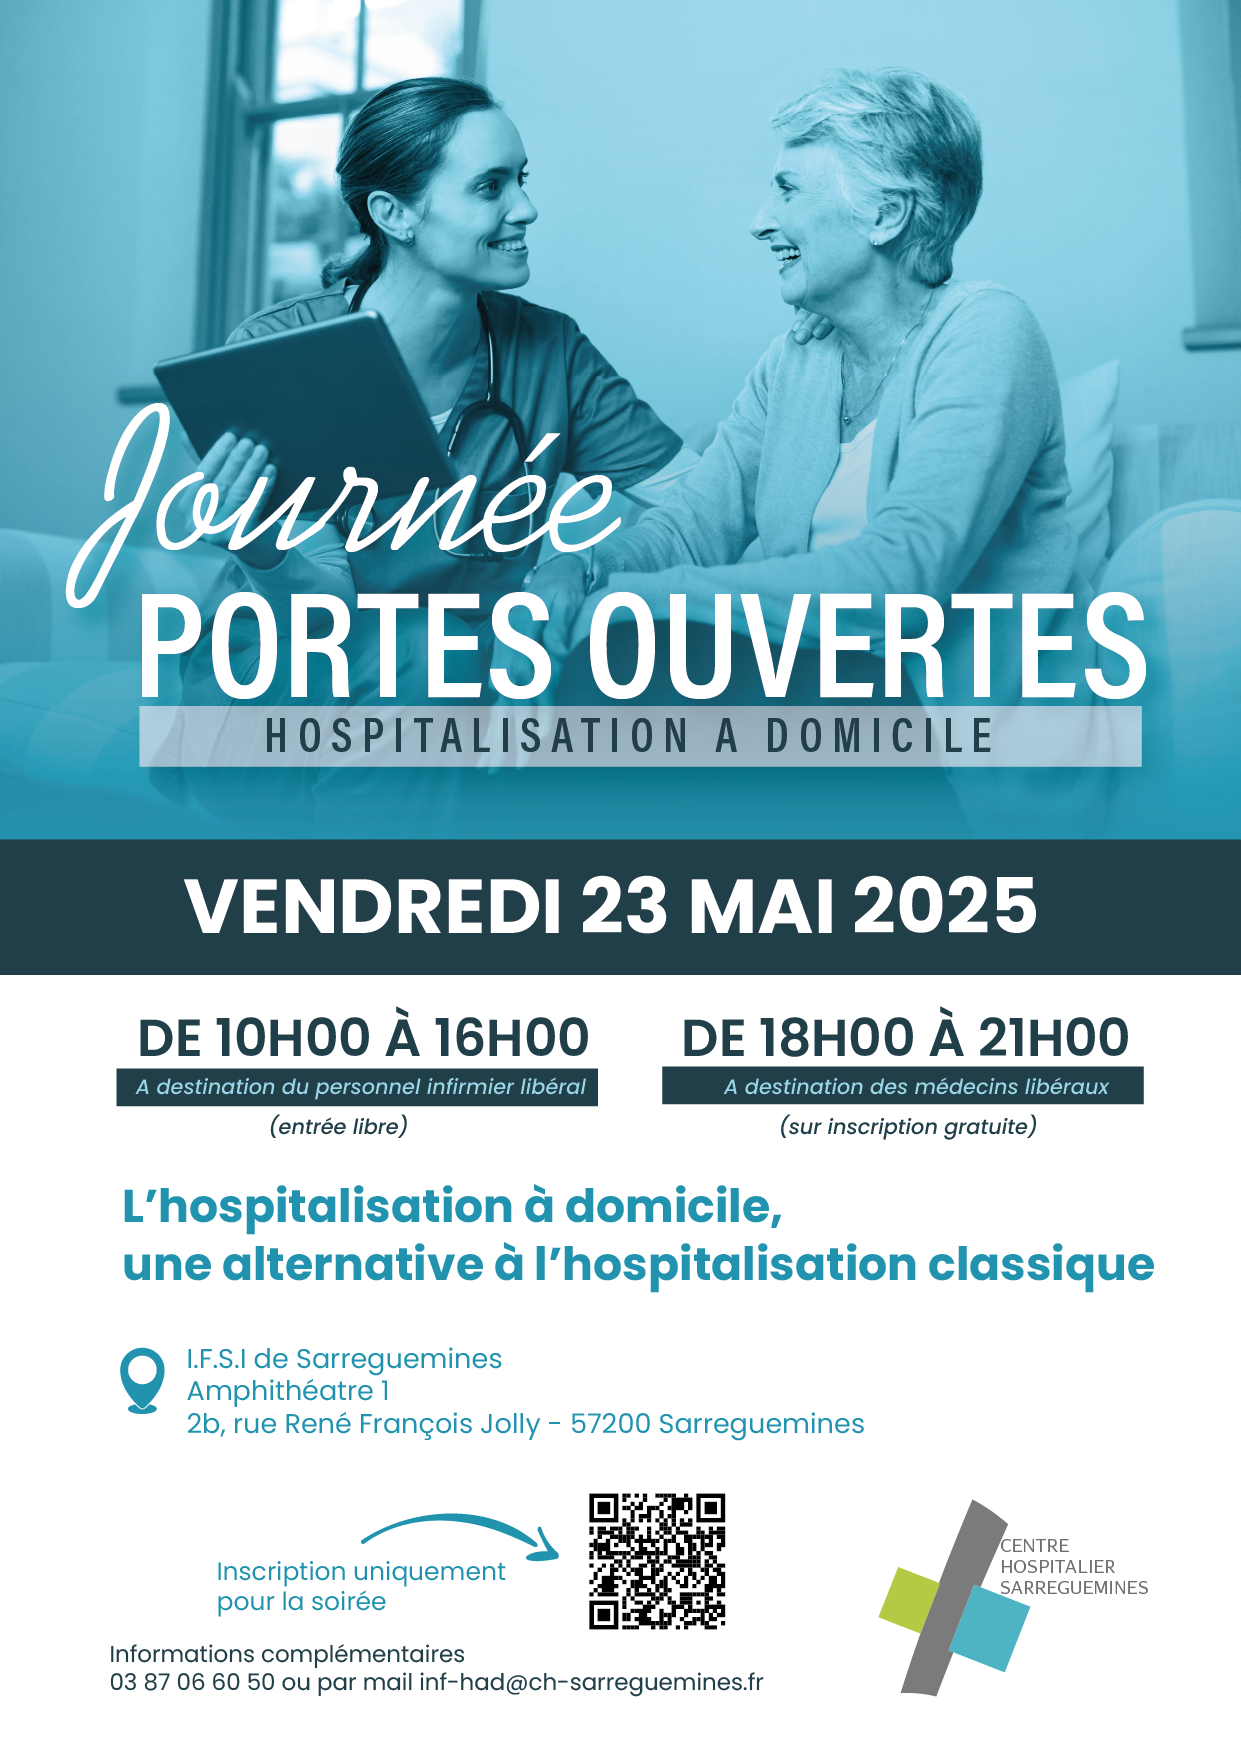 Journée
PORTES OUVERTES
HOSPITALISATION A DOMICILE
VENDREDI 23 MAI 2025
DE 10H00 À 16H00
A destination du personnel infirmier libéral
(entrée libre)
DE 18H00 À 21H00
A destination des médecins libéraux
(sur inscription gratuite)
L'hospitalisation à domicile,
une alternative à l'hospitalisation classique
I.F.S.I de Sarreguemines
Amphithéatre 1
2b, rue René François Jolly - 57200 Sarreguemines
Inscription uniquement
pour la soirée
CENTRE
HOSPITALIER
SARREGUEMINES
Informations complémentaires
03 87 06 60 50 ou par mail inf-had@ch-sarreguemines.fr